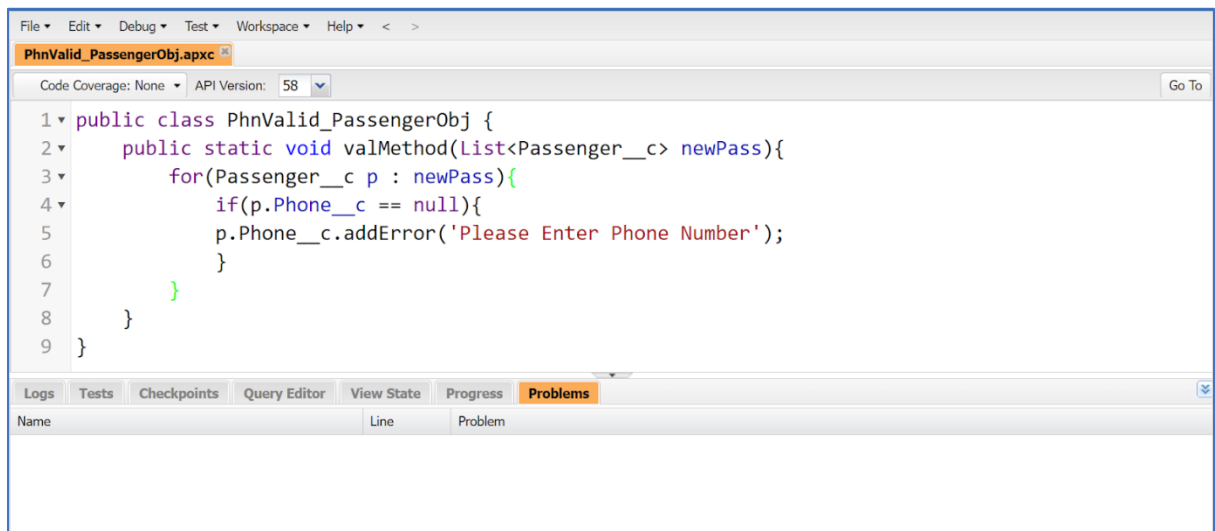 File Edit Debug Test Workspace Help < >
PhnValid_PassengerObj.apxc
Code Coverage: None API Version: 58 Go To
1 public class PhnValid_PassengerObj {
2 public static void valMethod(List<Passenger__c> newPass){
3 for(Passenger__c p : newPass){
4 if(p.Phone__c == null){
5 p.Phone__c.addError('Please Enter Phone Number');
6 }
7 }
8 }
9 }
Logs Tests Checkpoints Query Editor View State Progress Problems
Name Line Problem